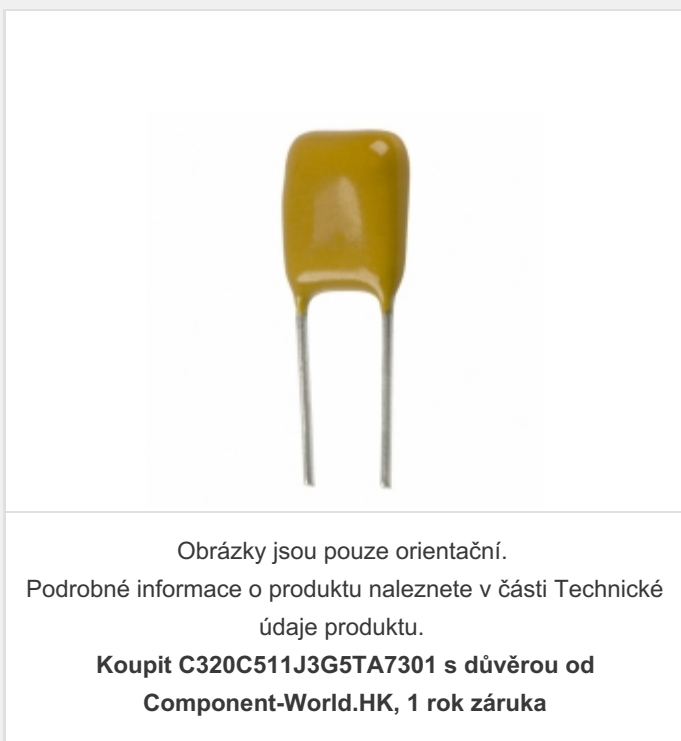 Obrázky jsou pouze orientační.
Podrobné informace o produktu naleznete v části Technické
údaje produktu.
Koupit C320C511J3G5TA7301 s důvěrou od
Component-World.HK, 1 rok záruka